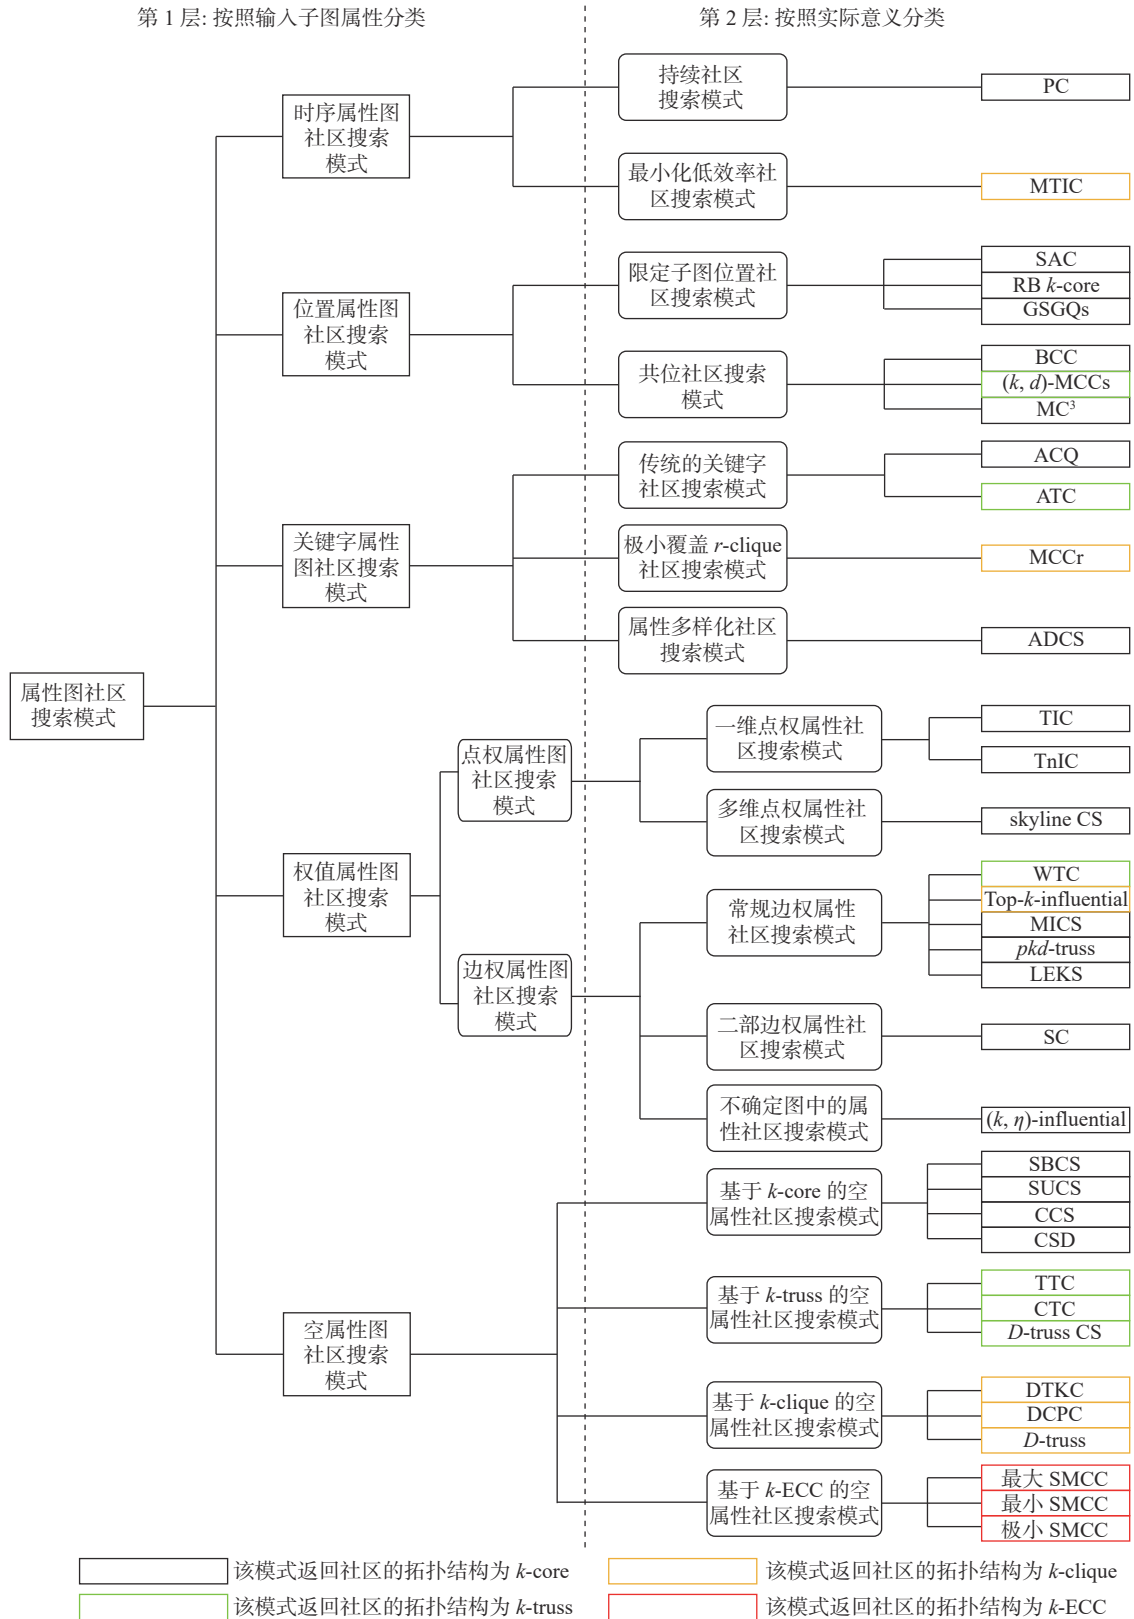 第 1 层: 按照输入子图属性分类
第 2 层: 按照实际意义分类
属性图社区
搜索模式
时序属性图
社区搜索
模式
持续社区
搜索模式
PC
最小化低效率社
区搜索模式
MTIC
位置属性图
社区搜索
模式
限定子图位置社
区搜索模式
SAC
RB k-core
GSGQs
共位社区搜索
模式
BCC
(k, d)-MCCs
MC³
关键字属性
图社区搜索
模式
传统的关键字
社区搜索模式
ACQ
ATC
极小覆盖 r-clique
社区搜索模式
MCCr
属性多样化社区
搜索模式
ADCS
权值属性图
社区搜索
模式
点权属性图
社区搜索
模式
一维点权属性社
区搜索模式
TIC
TnIC
多维点权属性社
区搜索模式
skyline CS
边权属性图
社区搜索
模式
常规边权属性
社区搜索模式
WTC
Top-k-influential
MICS
pkd-truss
LEKS
二部边权属性社
区搜索模式
SC
不确定图中的属
性社区搜索模式
(k, η)-influential
空属性图
社区搜索
模式
基于 k-core 的空
属性社区搜索模式
SBCS
SUCS
CCS
CSD
基于 k-truss 的空
属性社区搜索模式
TTC
CTC
D-truss CS
基于 k-clique 的空
属性社区搜索模式
DTKC
DCPC
D-truss
基于 k-ECC 的空
属性社区搜索模式
最大 SMCC
最小 SMCC
极小 SMCC
该模式返回社区的拓扑结构为 k-core
该模式返回社区的拓扑结构为 k-clique
该模式返回社区的拓扑结构为 k-truss
该模式返回社区的拓扑结构为 k-ECC